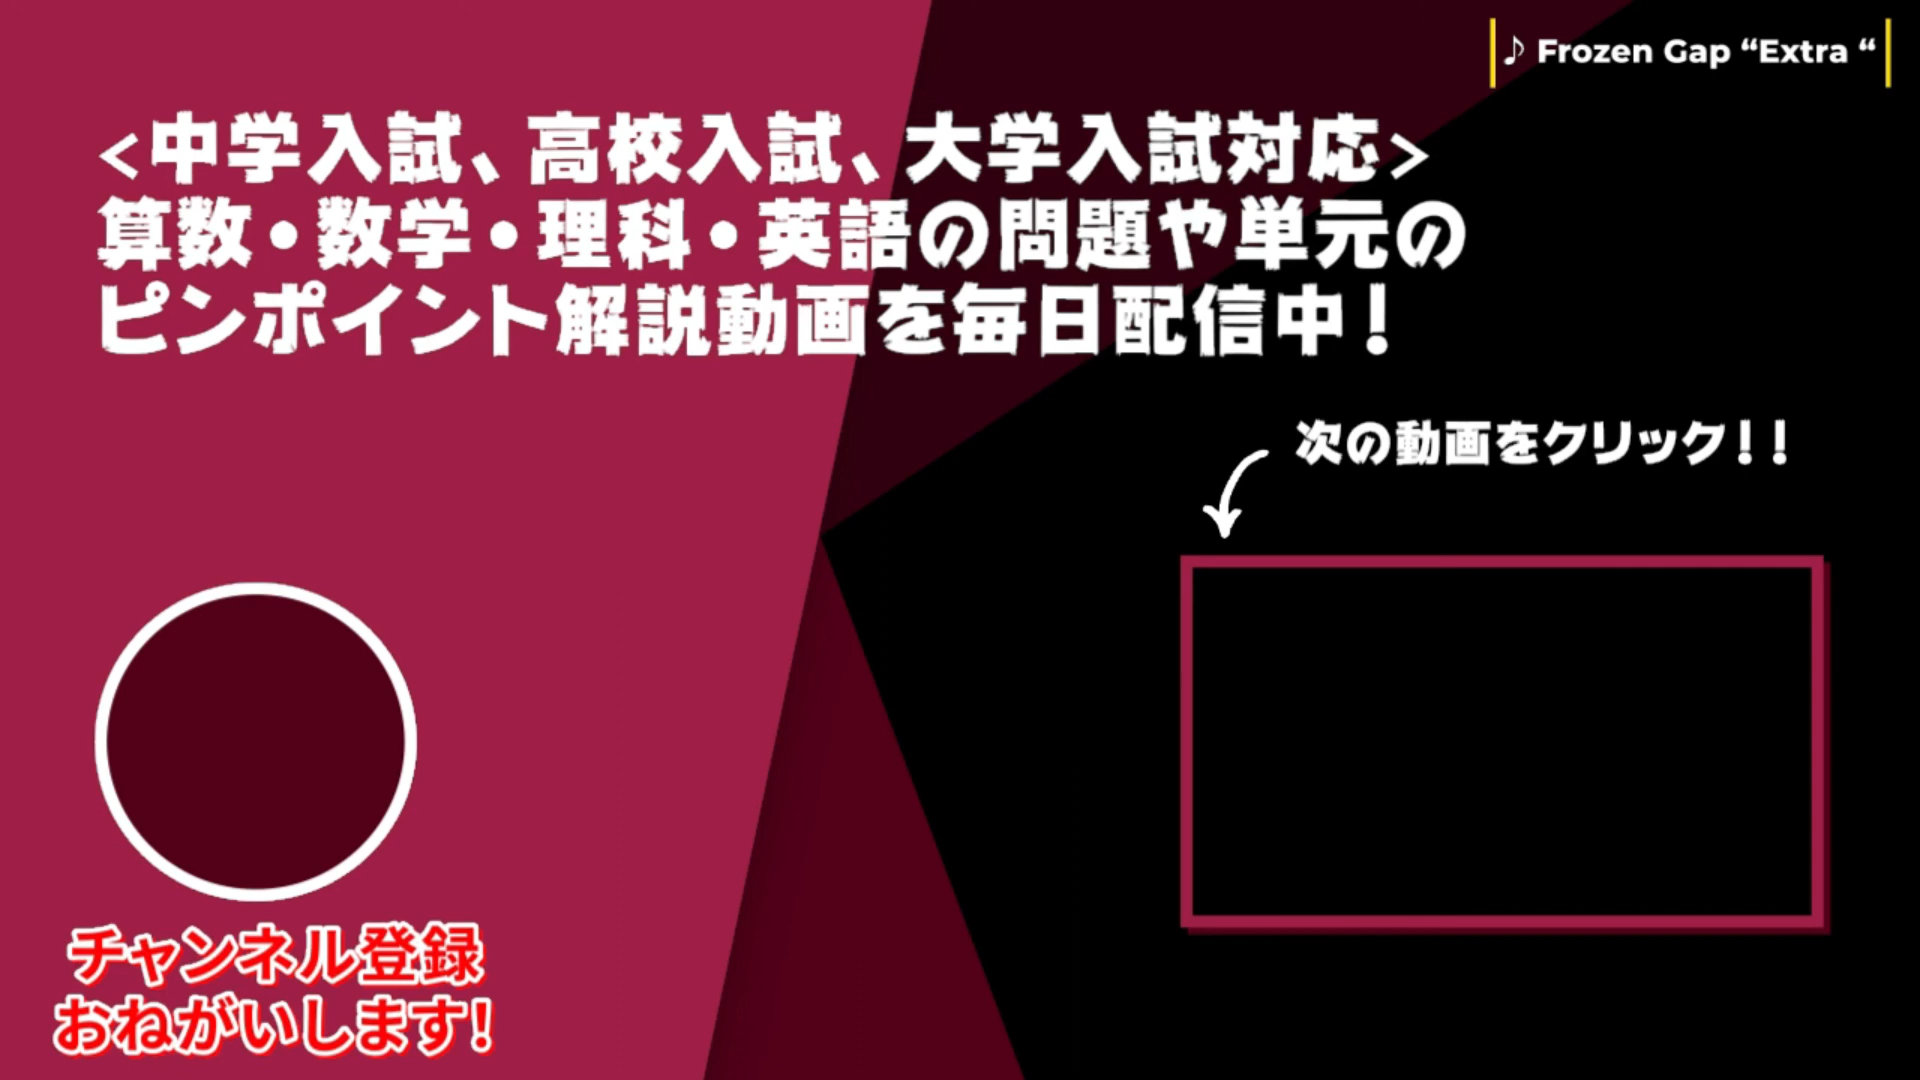 ♪ Frozen Gap “Extra “
<中学入試、高校入試、大学入試対応>
算数・数学・理科・英語の問題や単元の
ピンポイント解説動画を毎日配信中！
次の動画をクリック！！
チャンネル登録
おねがいします！